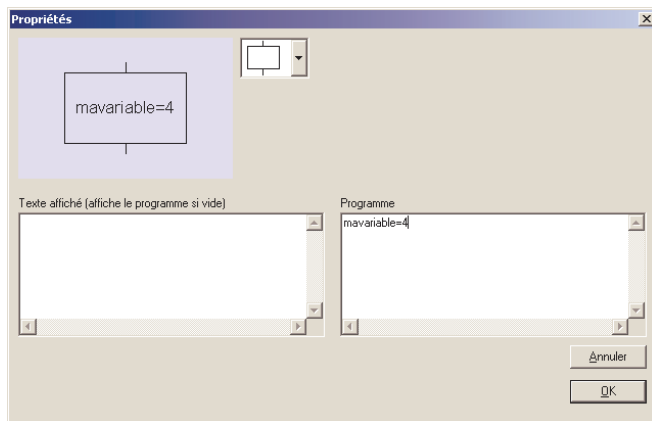 Propriétés
mavariable=4
Texte affiché (affiche le programme si vide)
Programme
mavariable=4
Annuler
OK